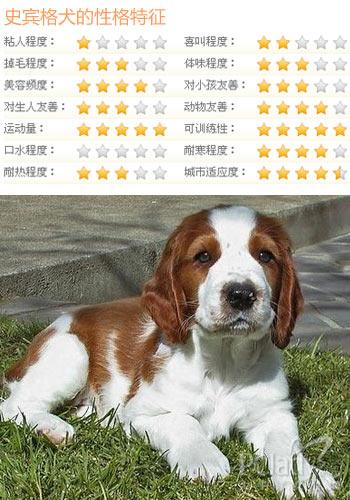 史宾格犬的性格特征
粘人程度： 喜叫程度：
掉毛程度： 体味程度：
美容频度： 对小孩友善：
对生人友善： 动物友善：
运动量： 可训练性：
口水程度： 耐寒程度：
耐热程度： 城市适应度：